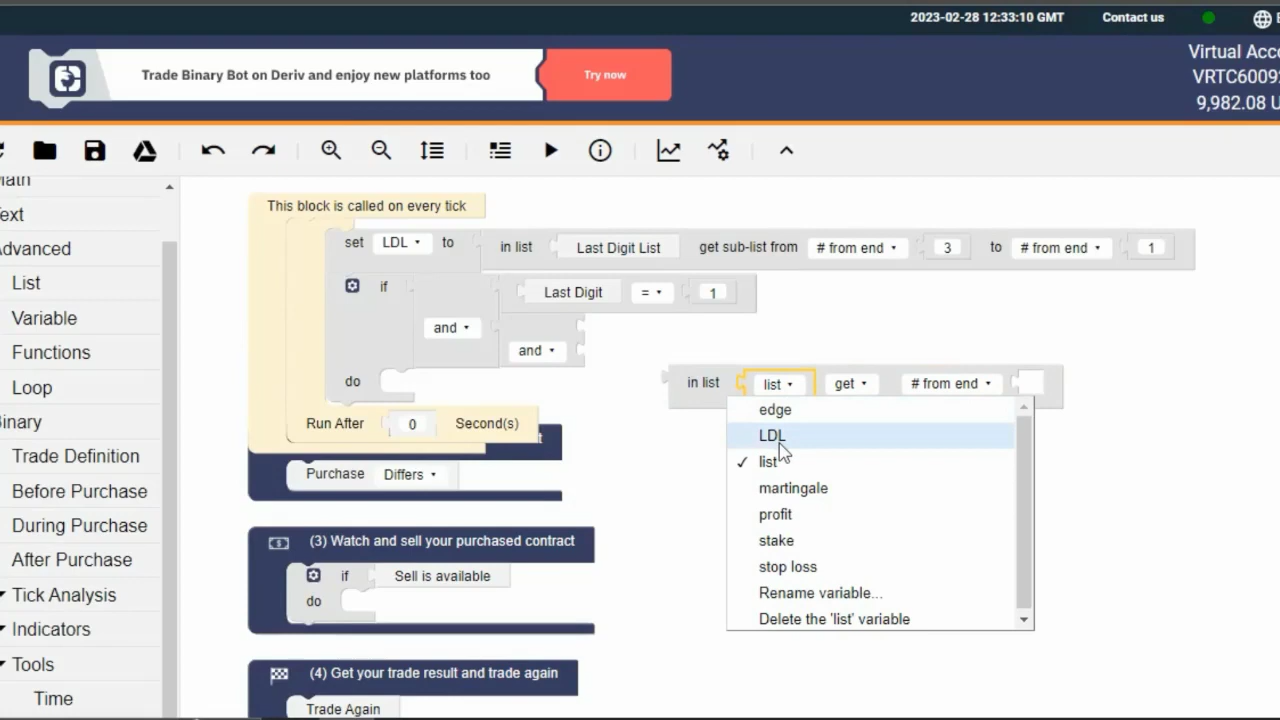 2023-02-28 12:33:10 GMT Contact us
Trade Binary Bot on Deriv and enjoy new platforms too Try now
Virtual Acco
VRTC6009
9,982.08 U
Math
Text
Advanced
List
Variable
Functions
Loop
Binary
Trade Definition
Before Purchase
During Purchase
After Purchase
Tick Analysis
Indicators
Tools
Time
This block is called on every tick
set LDL to in list Last Digit List get sub-list from # from end 3 to # from end 1
if Last Digit = 1
and
and
do
Run After 0 Second(s)
Purchase Differs
in list list get # from end
edge
LDL
✓ list
martingale
profit
stake
stop loss
Rename variable...
Delete the 'list' variable
(3) Watch and sell your purchased contract
if Sell is available
do
(4) Get your trade result and trade again
Trade Again